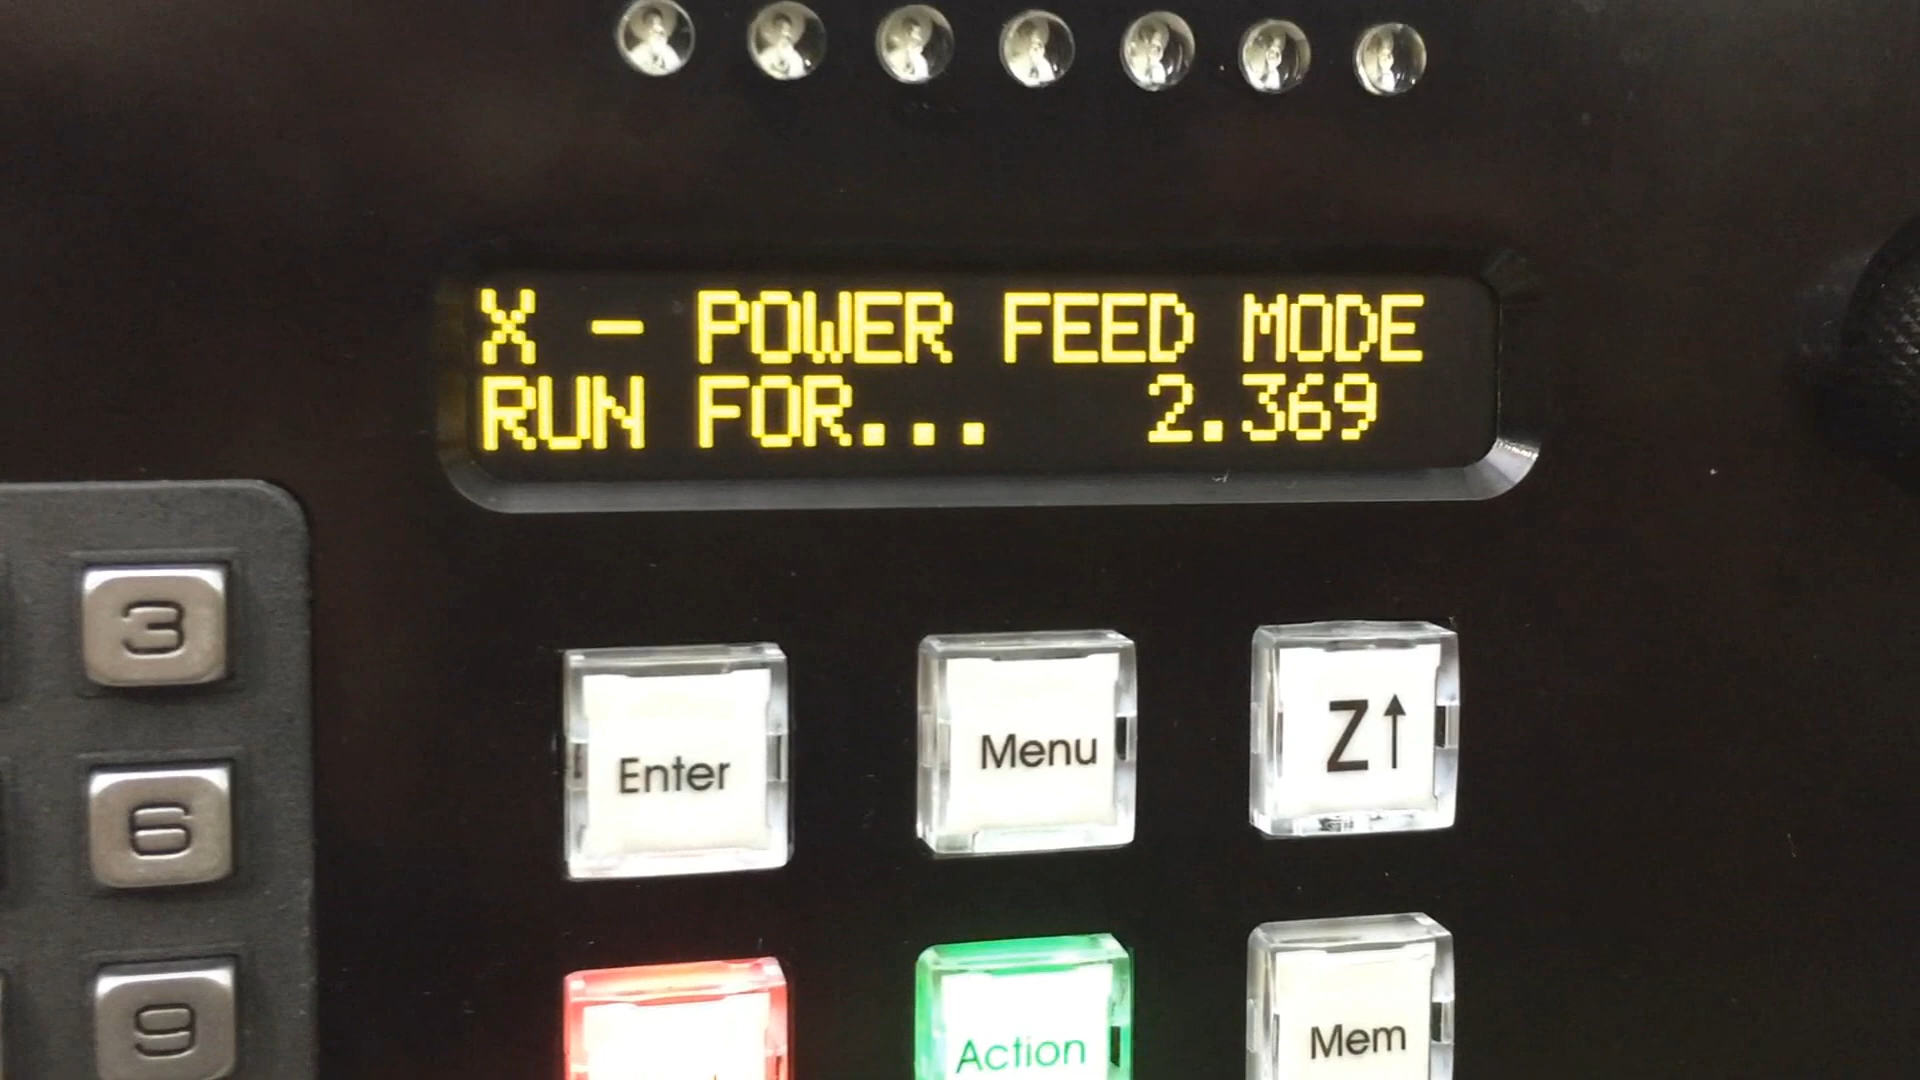 X - POWER FEED MODE
RUN FOR... 2.369
3
Enter
Menu
Z↑
6
9
Action
Mem